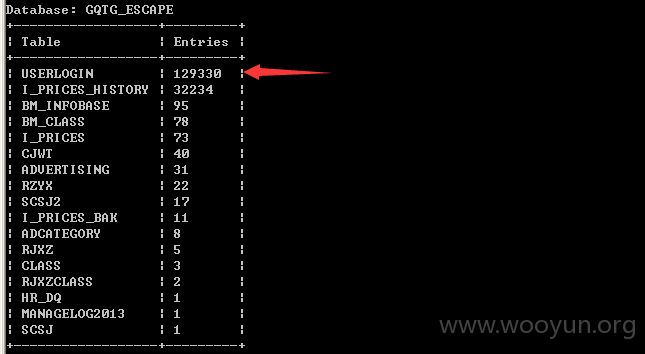 Database: GQTG_ESCAPE
+------------------+---------+
| Table | Entries |
+------------------+---------+
| USERLOGIN | 129330 |
| I_PRICES_HISTORY | 32234 |
| BM_INFOBASE | 95 |
| BM_CLASS | 78 |
| I_PRICES | 73 |
| CJWT | 40 |
| ADVERTISING | 31 |
| RZYX | 22 |
| SCSJ2 | 17 |
| I_PRICES_BAK | 11 |
| ADCATEGORY | 8 |
| RJXZ | 5 |
| CLASS | 3 |
| RJXZCLASS | 2 |
| HR_DQ | 1 |
| MANAGELOG2013 | 1 |
| SCSJ | 1 |
+------------------+---------+
www.wooyun.org